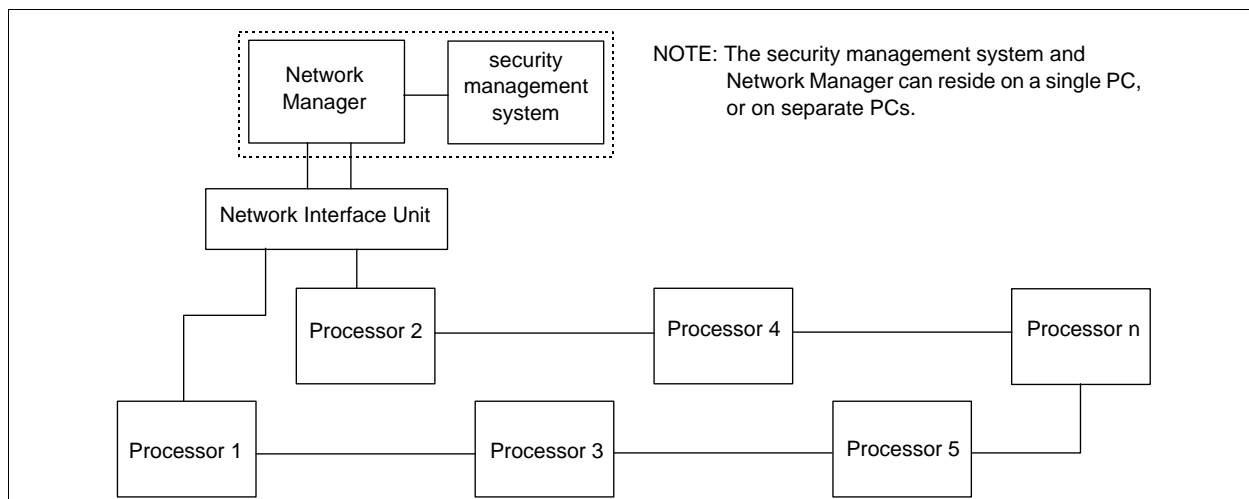 Network
Manager
security
management
system
NOTE: The security management system and
Network Manager can reside on a single PC,
or on separate PCs.
Network Interface Unit
Processor 2
Processor 4
Processor n
Processor 1
Processor 3
Processor 5